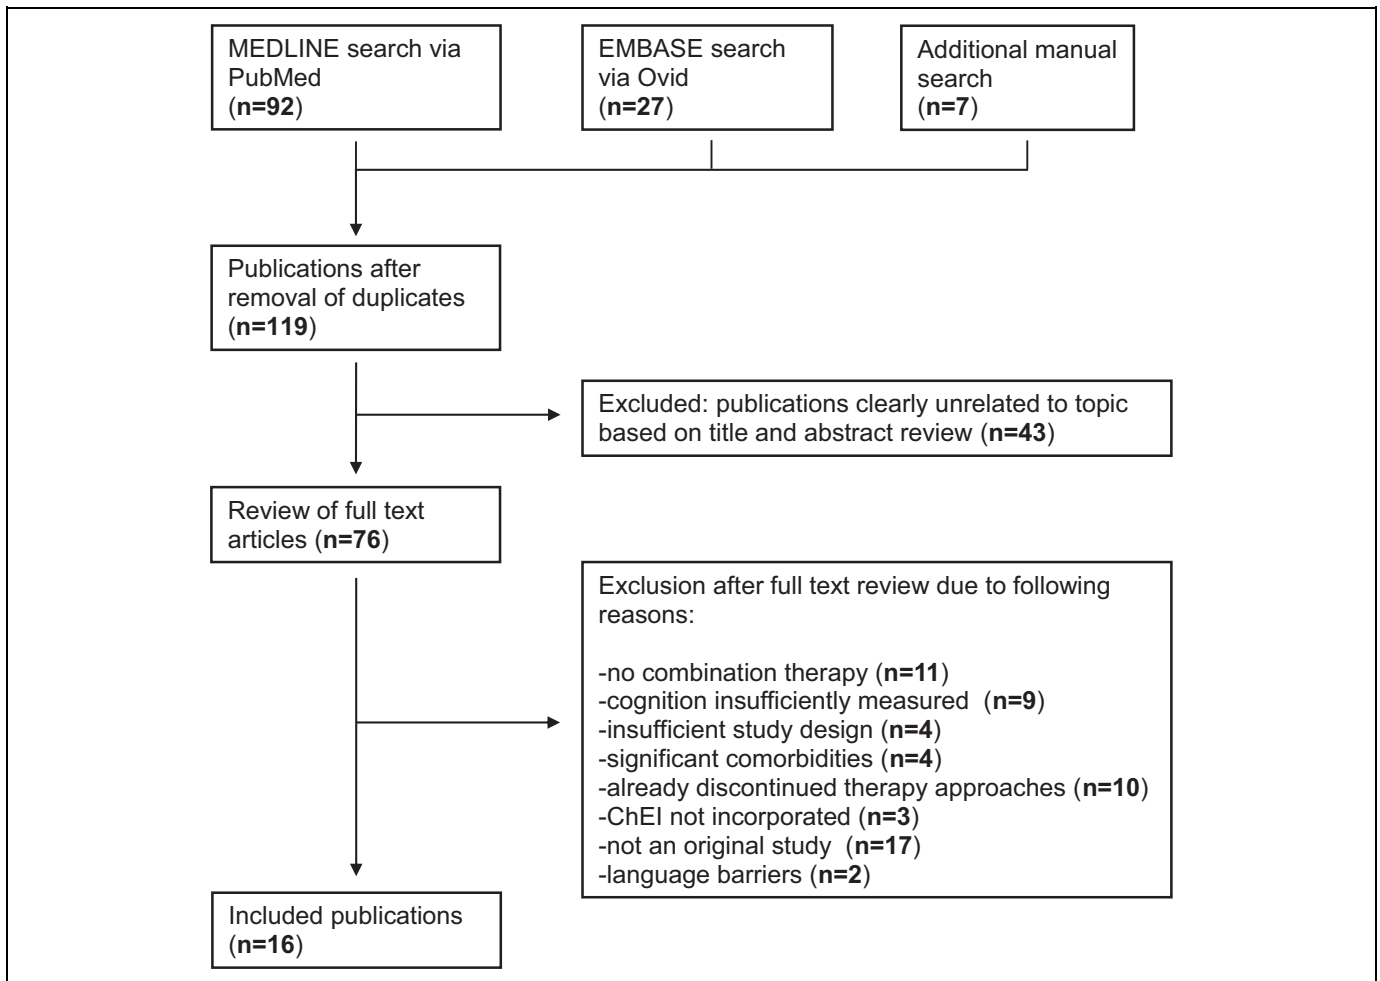 MEDLINE search via
PubMed
(n=92)
EMBASE search
via Ovid
(n=27)
Additional manual
search
(n=7)
Publications after
removal of duplicates
(n=119)
Excluded: publications clearly unrelated to topic
based on title and abstract review (n=43)
Review of full text
articles (n=76)
Exclusion after full text review due to following
reasons:
-no combination therapy (n=11)
-cognition insufficiently measured (n=9)
-insufficient study design (n=4)
-significant comorbidities (n=4)
-already discontinued therapy approaches (n=10)
-ChEI not incorporated (n=3)
-not an original study (n=17)
-language barriers (n=2)
Included publications
(n=16)